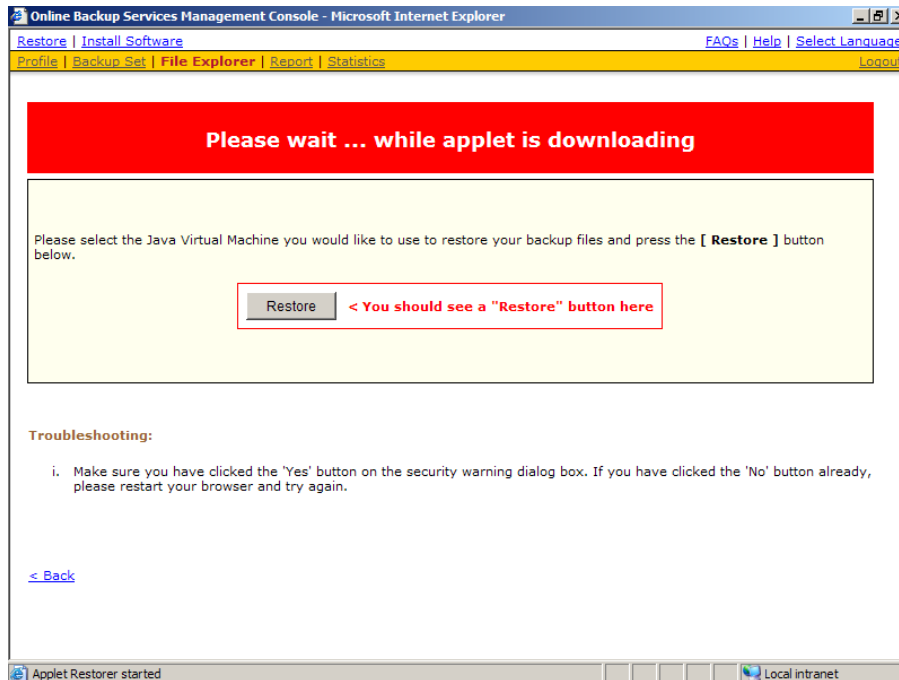 Online Backup Services Management Console - Microsoft Internet Explorer
Restore | Install Software FAQs | Help | Select Language
Profile | Backup Set | File Explorer | Report | Statistics Logout
Please wait ... while applet is downloading
Please select the Java Virtual Machine you would like to use to restore your backup files and press the [ Restore ] button
below.
Restore < You should see a "Restore" button here
Troubleshooting:
i. Make sure you have clicked the 'Yes' button on the security warning dialog box. If you have clicked the 'No' button already,
please restart your browser and try again.
< Back
Applet Restorer started Local intranet